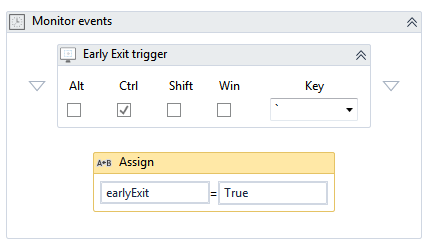 Monitor events
Early Exit trigger
Alt Ctrl Shift Win Key
`
A+B Assign
earlyExit = True